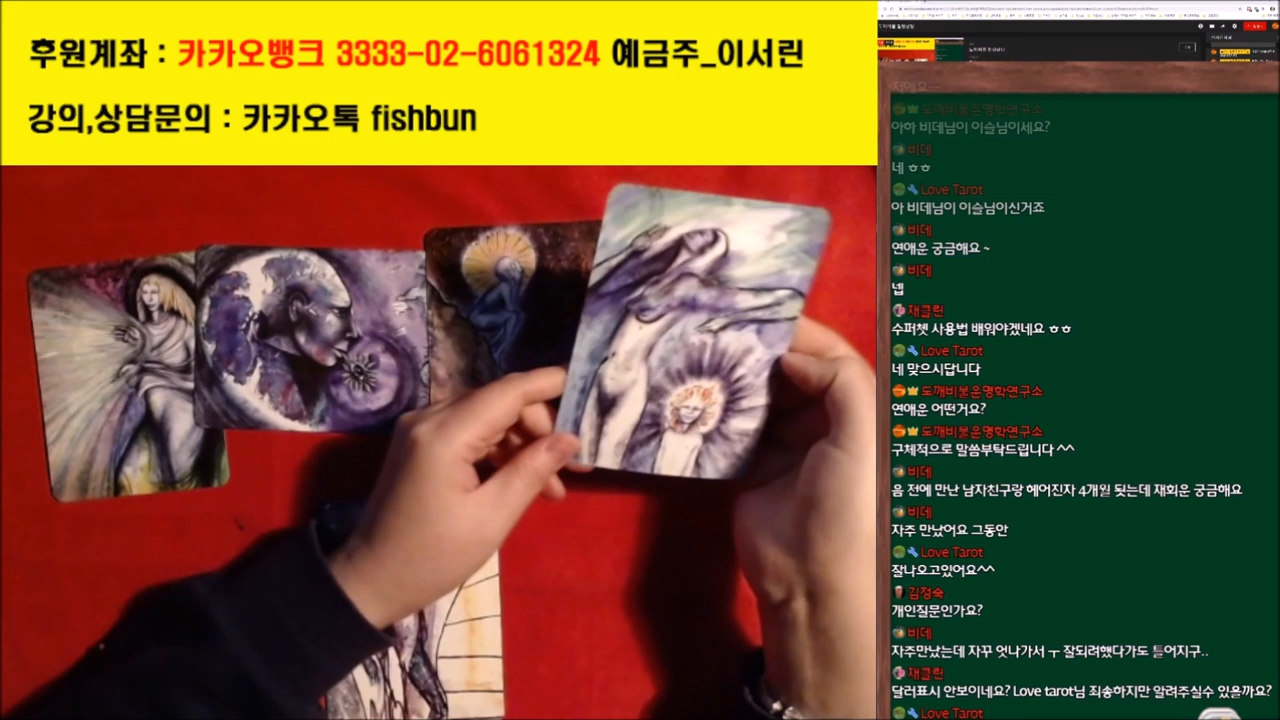 후원계좌 : 카카오뱅크 3333-02-6061324 예금주_이서린
강의,상담문의 : 카카오톡 fishbun
저예요~
도깨비불운명학연구소
아하 비데님이 이슬님이세요?
비데
네 ㅎㅎ
Love Tarot
아 비데님이 이슬님이신거죠
비데
연애운 궁금해요 ~
비데
넵
재클린
수퍼쳇 사용법 배워야겠네요 ㅎㅎ
Love Tarot
네 맞으시답니다
도깨비불운명학연구소
연애운 어떤거요?
도깨비불운명학연구소
구체적으로 말씀부탁드립니다 ^^
비데
음 전에 만난 남자친구랑 헤어진자 4개월 됫는데 재회운 궁금해요
비데
자주 만났어요 그동안
Love Tarot
잘나오고있어요^^
김정숙
개인질문인가요?
비데
자주만났는데 자꾸 엇나가서 ㅜ 잘되려했다가도 틀어지구..
재클린
달러표시 안보이네요? Love tarot님 죄송하지만 알려주실수 있을까요?
Love Tarot